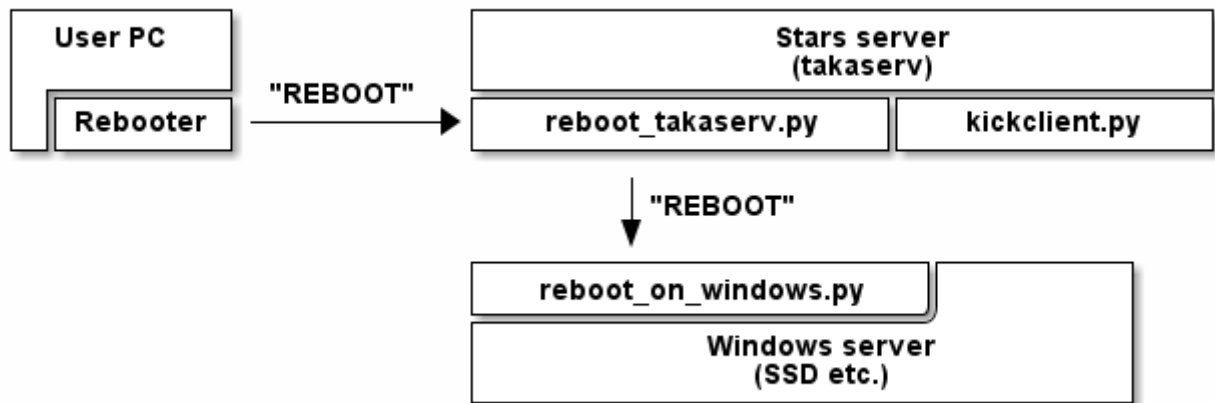 User PC
Rebooter
"REBOOT"
Stars server
(takaserv)
reboot_takaserv.py
kickclient.py
"REBOOT"
reboot_on_windows.py
Windows server
(SSD etc.)